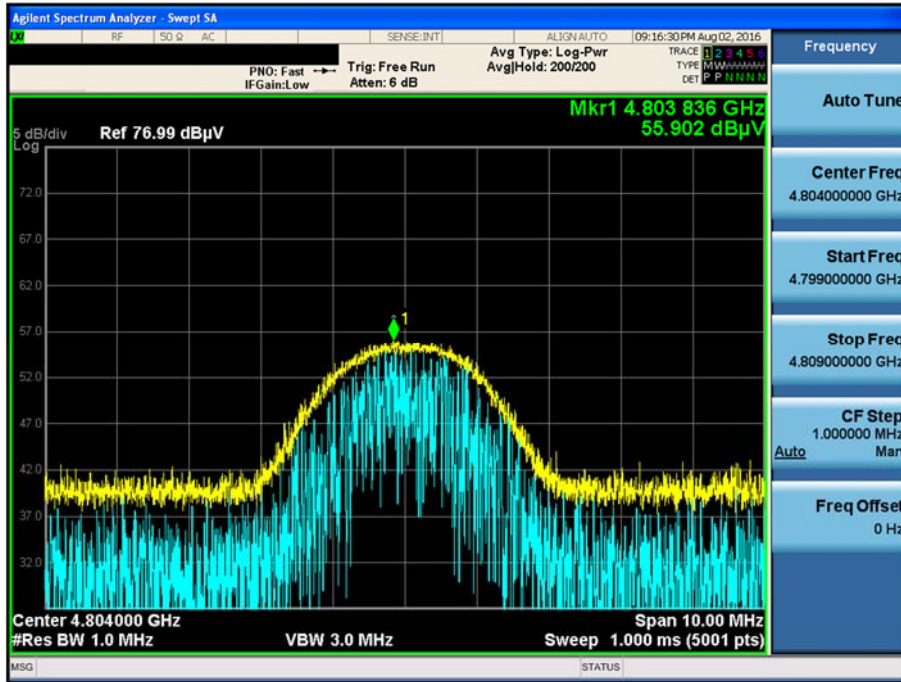 Agilent Spectrum Analyzer - Swept SA
LXI RF 50 Ω AC SENSE:INT ALIGN AUTO 09:16:30 PM Aug 02, 2016
PNO: Fast Trig: Free Run Avg Type: Log-Pwr TRACE 1 2 3 4 5 6
IFGain:Low Atten: 6 dB Avg|Hold: 200/200 TYPE MWWWWW
DET P P N N N N
Frequency
Mkr1 4.803 836 GHz
55.902 dBµV
5 dB/div Ref 76.99 dBµV
Log
72.0
67.0
62.0
57.0
52.0
47.0
42.0
37.0
32.0
1
Center 4.804000 GHz Span 10.00 MHz
#Res BW 1.0 MHz VBW 3.0 MHz Sweep 1.000 ms (5001 pts)
MSG STATUS
Auto Tune
Center Freq
4.804000000 GHz
Start Freq
4.799000000 GHz
Stop Freq
4.809000000 GHz
CF Step
1.000000 MHz
Auto Man
Freq Offset
0 Hz